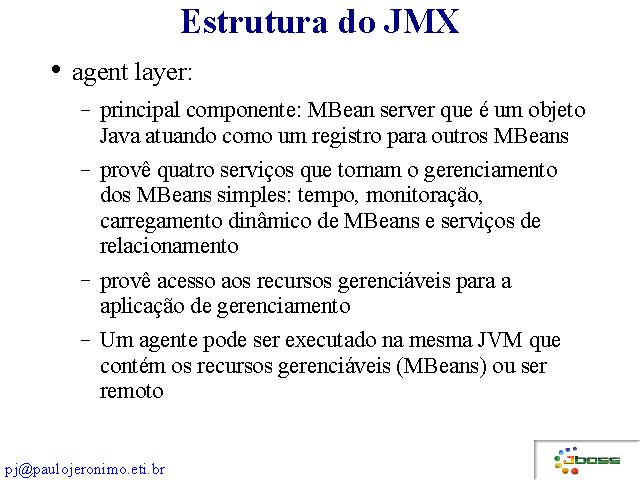 Estrutura do JMX
• agent layer:
– principal componente: MBean server que é um objeto
Java atuando como um registro para outros MBeans
– provê quatro serviços que tornam o gerenciamento
dos MBeans simples: tempo, monitoração,
carregamento dinâmico de MBeans e serviços de
relacionamento
– provê acesso aos recursos gerenciáveis para a
aplicação de gerenciamento
– Um agente pode ser executado na mesma JVM que
contém os recursos gerenciáveis (MBeans) ou ser
remoto
pj@paulojeronimo.eti.br
JBoss